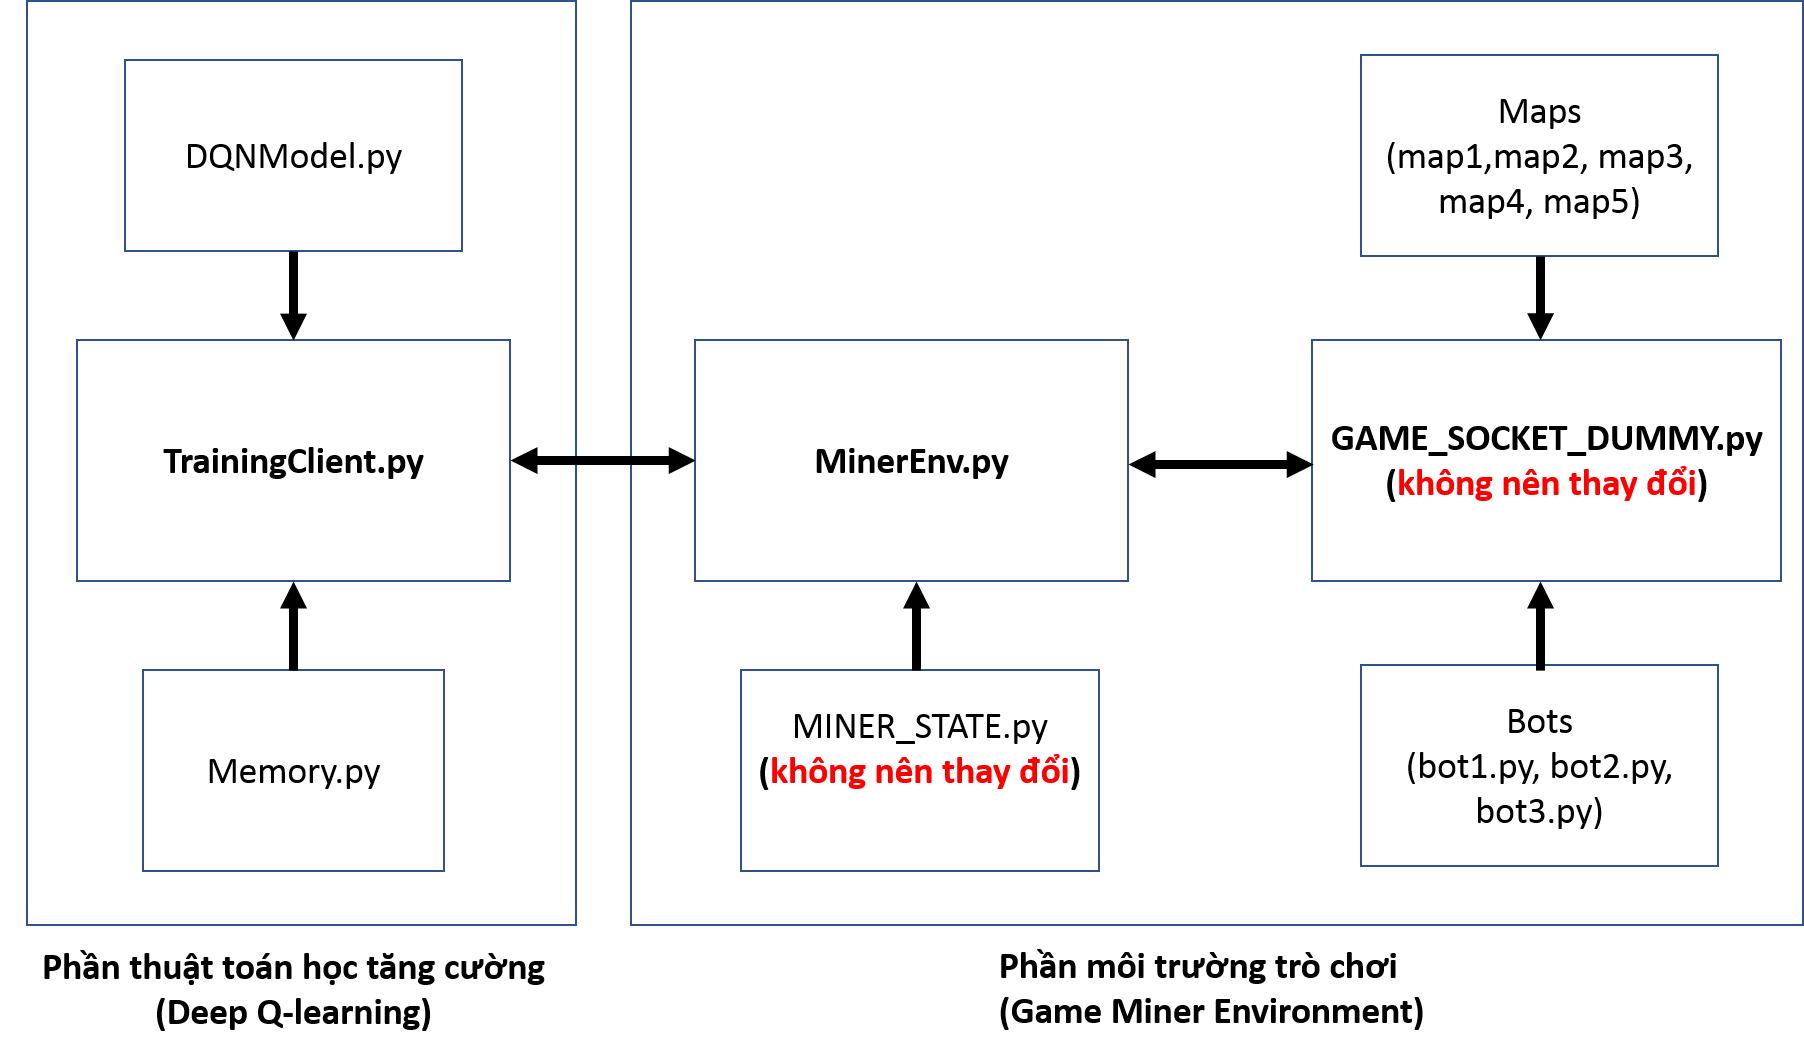 DQNModel.py
TrainingClient.py
Memory.py
Phần thuật toán học tăng cường
(Deep Q-learning)
Maps
(map1,map2, map3,
map4, map5)
MinerEnv.py
GAME_SOCKET_DUMMY.py
(không nên thay đổi)
MINER_STATE.py
(không nên thay đổi)
Bots
(bot1.py, bot2.py,
bot3.py)
Phần môi trường trò chơi
(Game Miner Environment)